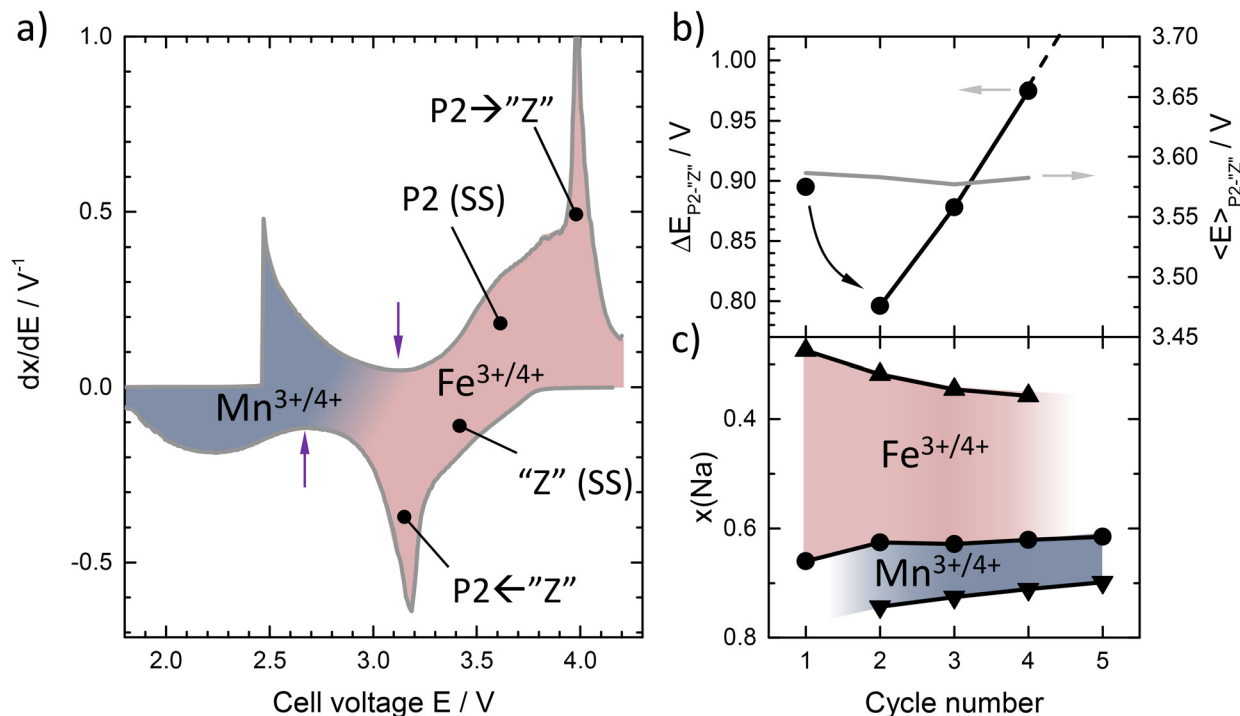 a)
1.0
0.5
0.0
-0.5
dx/dE / V⁻¹
P2→"Z"
P2 (SS)
Mn³⁺/⁴⁺
Fe³⁺/⁴⁺
"Z" (SS)
P2←"Z"
2.0 2.5 3.0 3.5 4.0
Cell voltage E / V
b)
1.00
0.95
0.90
0.85
0.80
ΔE P2-"Z" / V
3.70
3.65
3.60
3.55
3.50
3.45
<E> P2-"Z" / V
c)
0.4
0.6
0.8
x(Na)
Fe³⁺/⁴⁺
Mn³⁺/⁴⁺
1 2 3 4 5
Cycle number